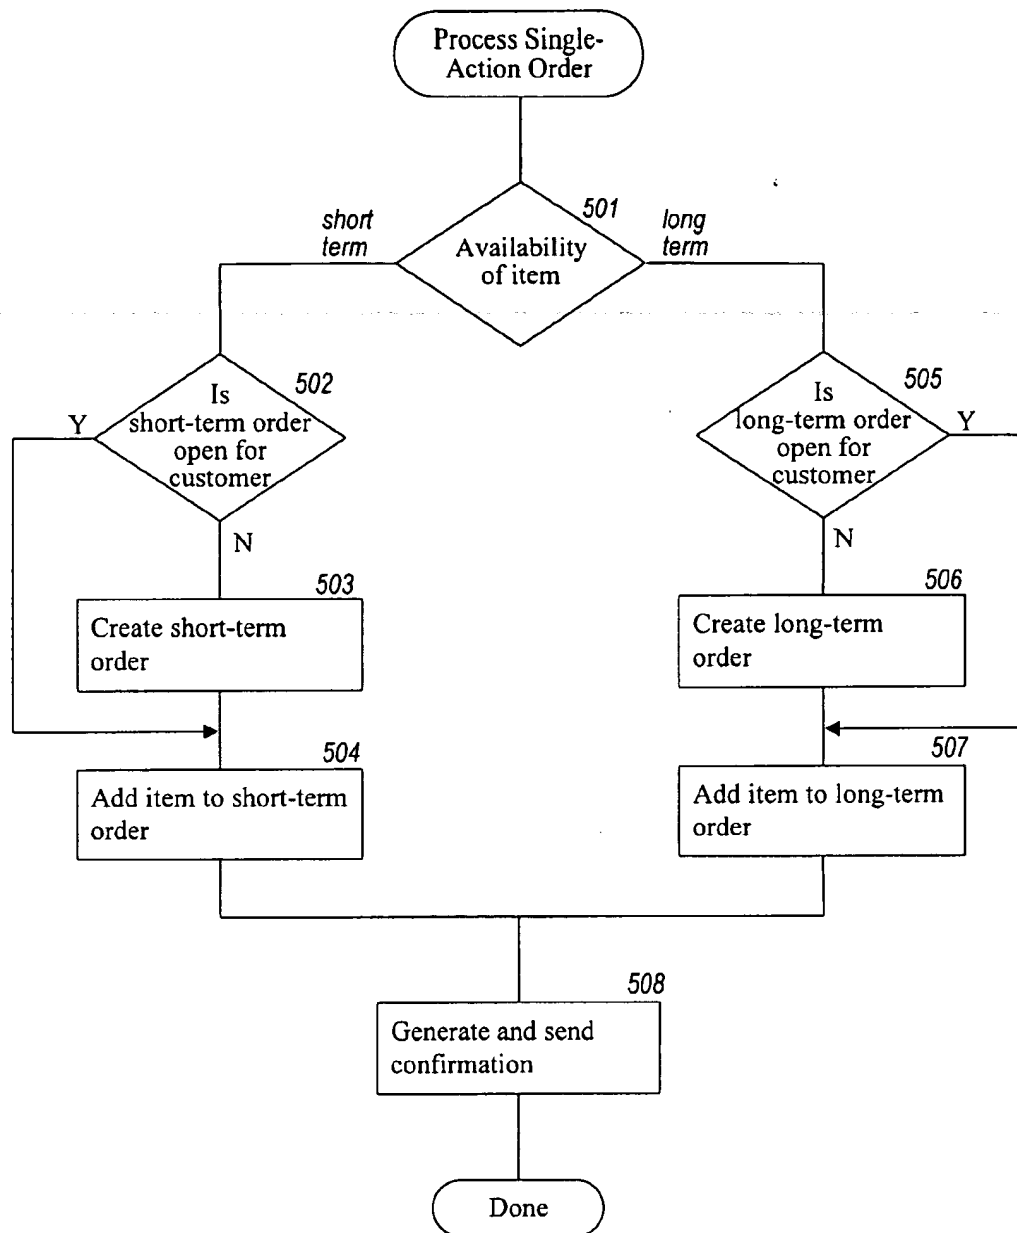 Process Single-
Action Order
501
short
term
long
term
Availability
of item
502
505
Is
short-term order
open for
customer
Y
N
Is
long-term order
open for
customer
Y
N
503
Create short-term
order
506
Create long-term
order
504
Add item to short-term
order
507
Add item to long-term
order
508
Generate and send
confirmation
Done